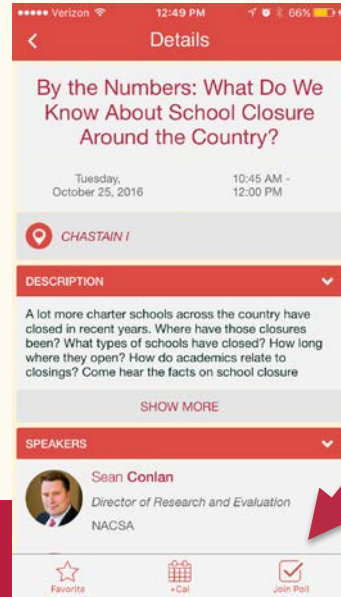 Verizon 12:49 PM 66%
Details
By the Numbers: What Do We
Know About School Closure
Around the Country?
Tuesday,
October 25, 2016
10:45 AM -
12:00 PM
CHASTAIN I
DESCRIPTION
A lot more charter schools across the country have
closed in recent years. Where have those closures
been? What types of schools have closed? How long
where they open? How do academics relate to
closings? Come hear the facts on school closure
SHOW MORE
SPEAKERS
Sean Conlan
Director of Research and Evaluation
NACSA
Favorite
+Cal
Join Poll